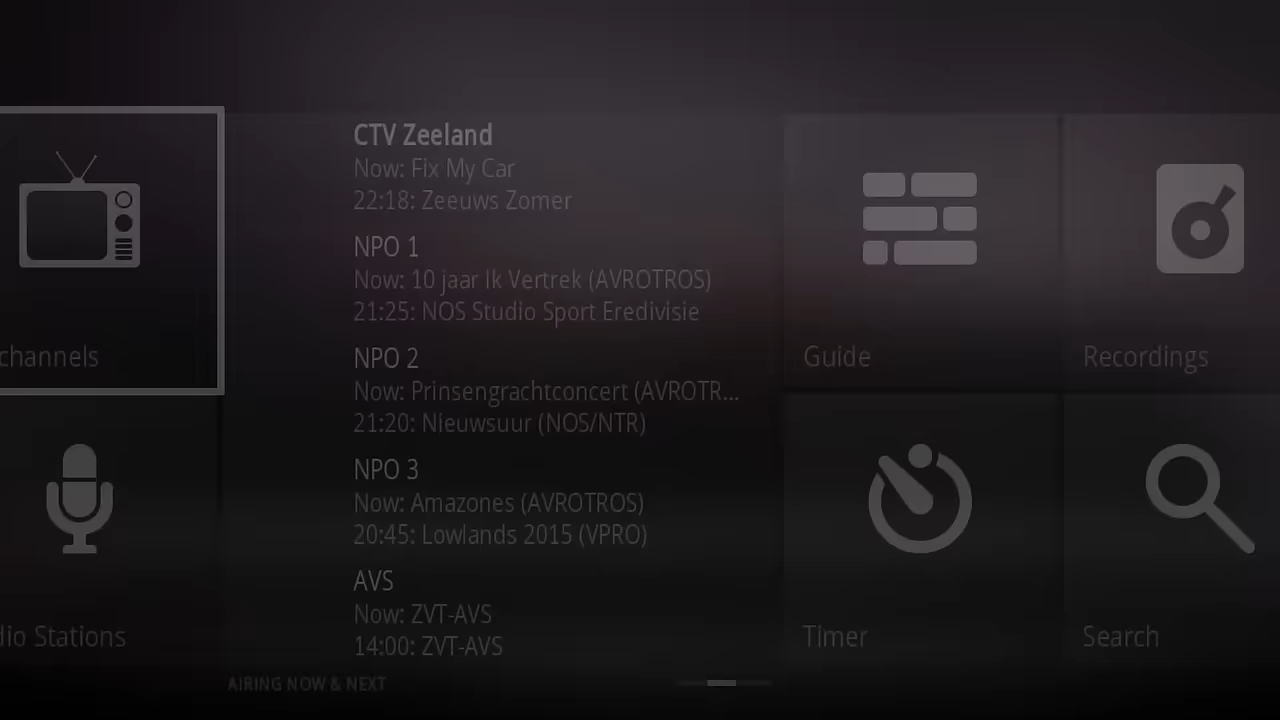 channels
dio Stations
CTV Zeeland
Now: Fix My Car
22:18: Zeeuws Zomer
NPO 1
Now: 10 jaar Ik Vertrek (AVROTROS)
21:25: NOS Studio Sport Eredivisie
NPO 2
Now: Prinsengrachtconcert (AVROTR...
21:20: Nieuwsuur (NOS/NTR)
NPO 3
Now: Amazones (AVROTROS)
20:45: Lowlands 2015 (VPRO)
AVS
Now: ZVT-AVS
14:00: ZVT-AVS
AIRING NOW & NEXT
Guide
Recordings
Timer
Search